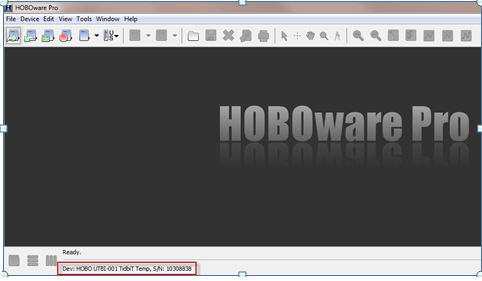 HOBOware Pro
File Device Edit View Tools Window Help
HOBOware Pro
Ready.
Dev: HOBO UTBI-001 TidbiT Temp, S/N: 10308838